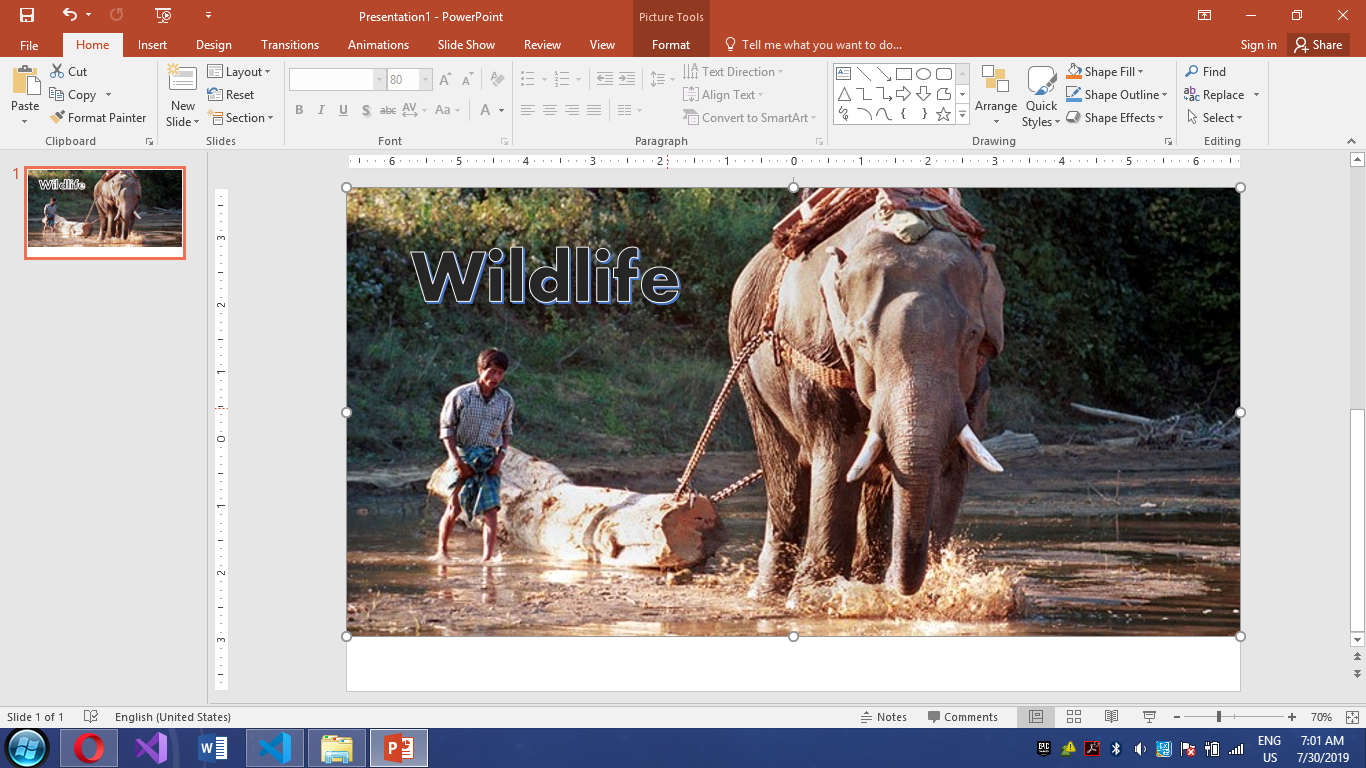 Presentation1 - PowerPoint
Picture Tools
File
Home
Insert
Design
Transitions
Animations
Slide Show
Review
View
Format
Tell me what you want to do...
Sign in
Share
Paste
Cut
Copy
Format Painter
Clipboard
New
Slide
Layout
Reset
Section
Slides
80
B I U S abc AV Aa A
Font
Text Direction
Align Text
Convert to SmartArt
Paragraph
Arrange
Quick
Styles
Shape Fill
Shape Outline
Shape Effects
Drawing
Find
Replace
Select
Editing
6 5 4 3 2 1 0 1 2 3 4 5 6
3
2
1
0
1
2
3
1
Wildlife
Wildlife
Slide 1 of 1
English (United States)
Notes
Comments
70%
ENG
US
7:01 AM
7/30/2019